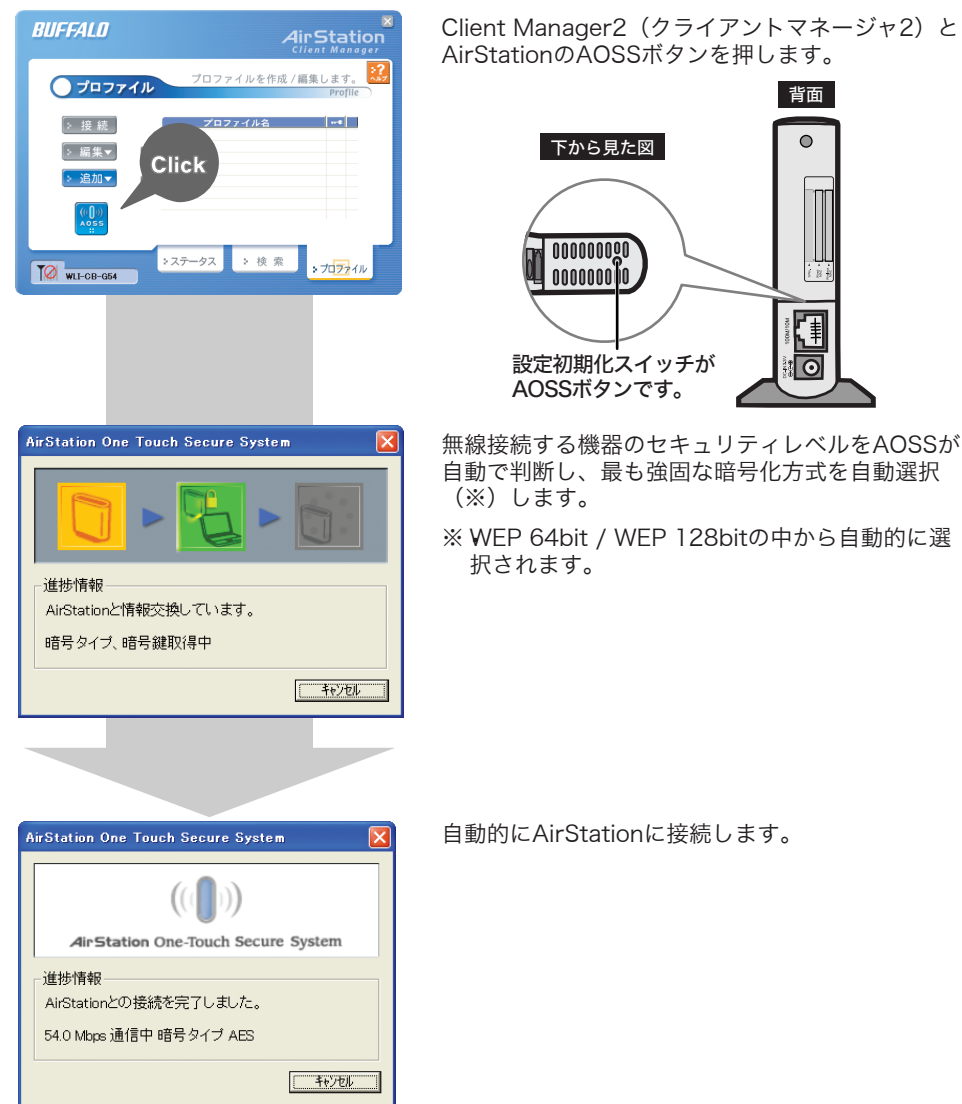 BUFFALO
AirStation
Client Manager
プロファイル
プロファイルを作成/編集します。
Profile
>?
ヘルプ
> 接 続
> 編集▼
> 追加▼
プロファイル名
Click
AOSS
WLI-CB-G54
>ステータス
> 検 索
>プロファイル
Client Manager2（クライアントマネージャ2）と
AirStationのAOSSボタンを押します。
背面
下から見た図
100M/10M
設定初期化スイッチが
AOSSボタンです。
AirStation One Touch Secure System
進捗情報
AirStationと情報交換しています。
暗号タイプ、暗号鍵取得中
キャンセル
無線接続する機器のセキュリティレベルをAOSSが
自動で判断し、最も強固な暗号化方式を自動選択
（※）します。
※ WEP 64bit / WEP 128bitの中から自動的に選
択されます。
AirStation One Touch Secure System
AirStation One-Touch Secure System
進捗情報
AirStationとの接続を完了しました。
54.0 Mbps 通信中 暗号タイプ AES
キャンセル
自動的にAirStationに接続します。